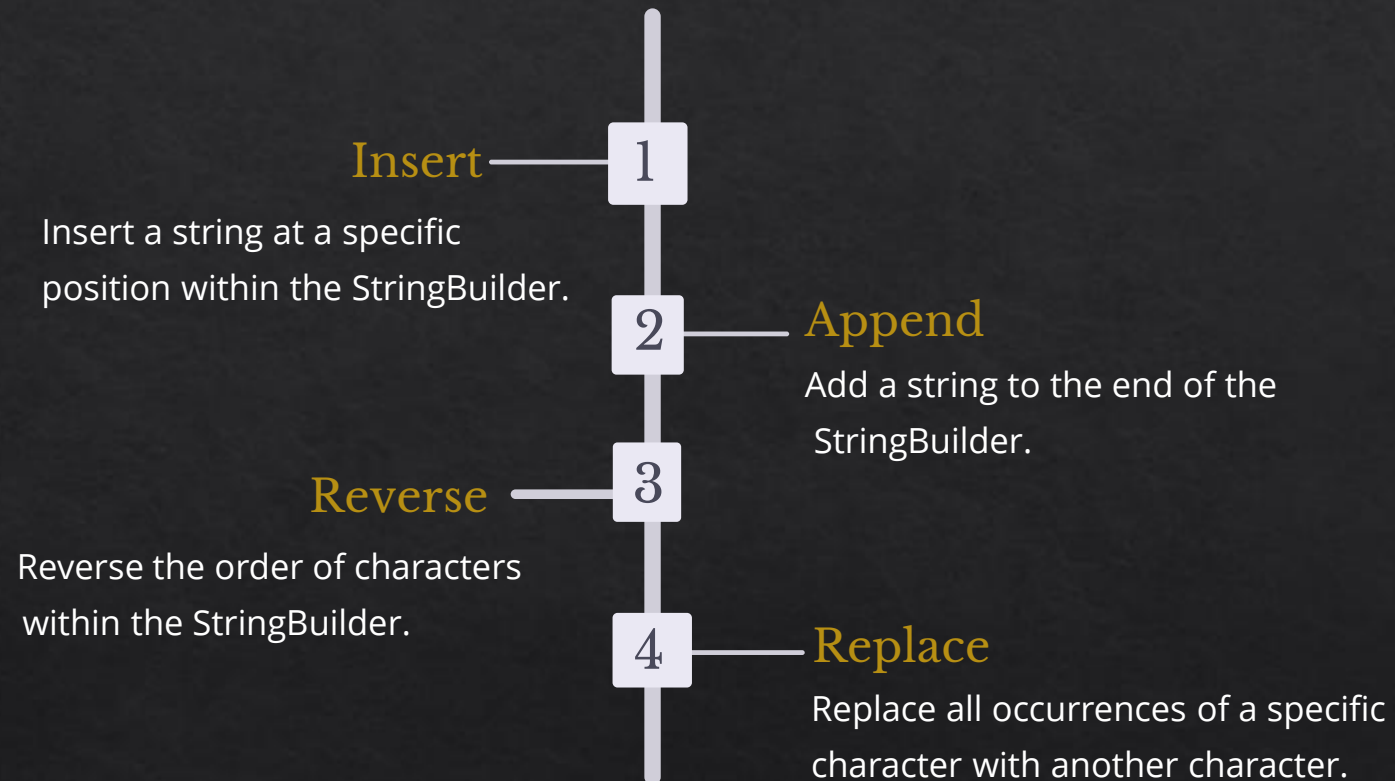 1
Insert
Insert a string at a specific
position within the StringBuilder.
2
Append
Add a string to the end of the
StringBuilder.
3
Reverse
Reverse the order of characters
within the StringBuilder.
4
Replace
Replace all occurrences of a specific
character with another character.